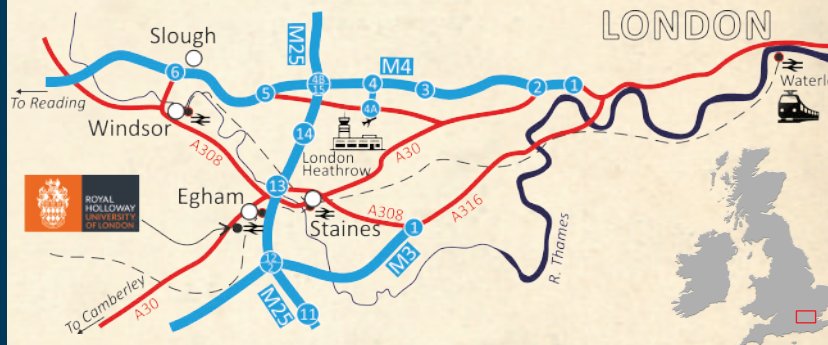 LONDON
Slough
M25
M4
6
5
4B
15
4
3
2
1
4A
To Reading
Windsor
A308
14
London
Heathrow
A30
13
Egham
Staines
A308
A316
1
ROYAL
HOLLOWAY
UNIVERSITY
OF LONDON
12
2
M3
M25
11
R. Thames
To Camberley
A30